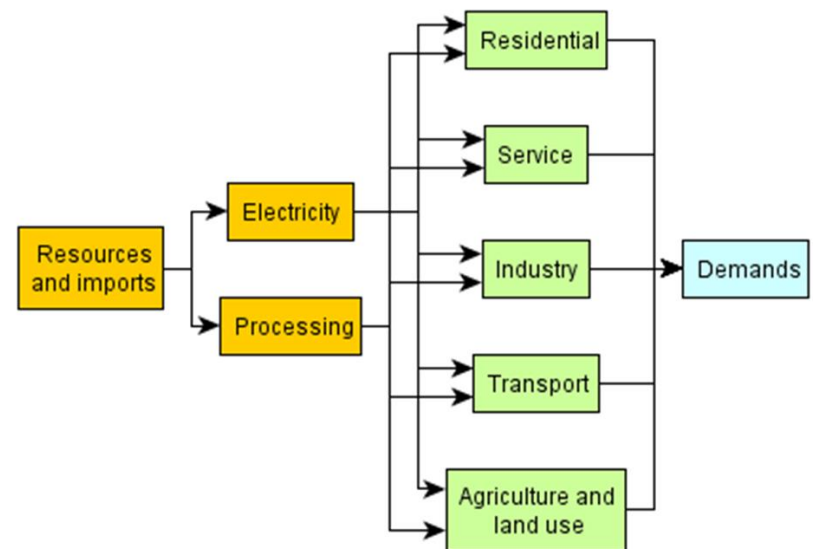 Resources
and imports
Electricity
Processing
Residential
Service
Industry
Transport
Agriculture and
land use
Demands